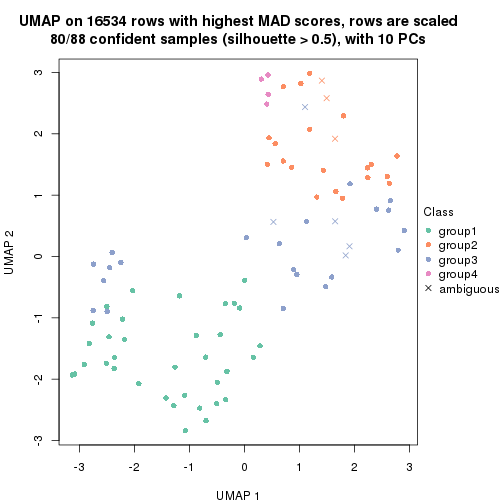 UMAP on 16534 rows with highest MAD scores, rows are scaled
80/88 confident samples (silhouette > 0.5), with 10 PCs
3
2
1
0
-1
-2
-3
UMAP 2
-3
-2
-1
0
1
2
3
UMAP 1
Class
group1
group2
group3
group4
ambiguous